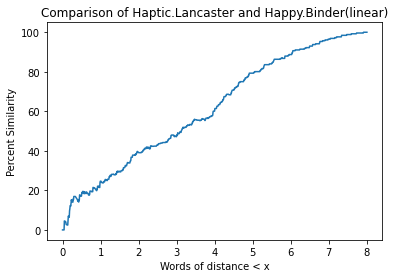 Comparison of Haptic.Lancaster and Happy.Binder(linear)
100
80
60
40
20
0
Percent Similarity
0 1 2 3 4 5 6 7 8
Words of distance < x